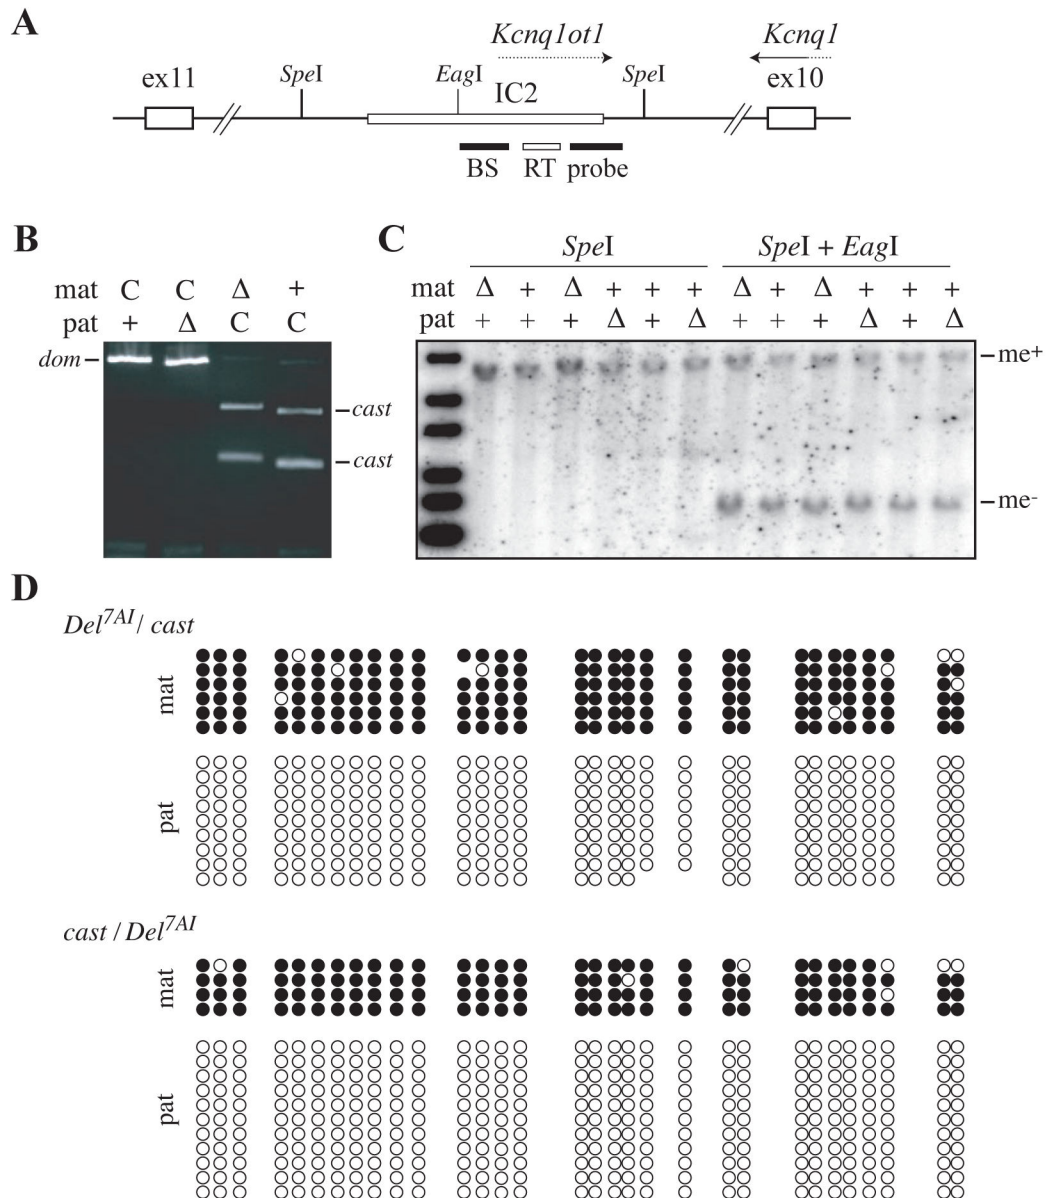 A
Kcnq1ot1
Kcnq1
ex11
SpeI
EagI
IC2
SpeI
ex10
BS
RT
probe
B
mat C C Δ +
pat + Δ C C
dom
cast
cast
C
SpeI
SpeI + EagI
mat Δ + Δ + + + Δ + Δ + + +
pat + + + Δ + Δ + + + Δ + Δ
me+
me-
D
Del7AI / cast
mat
pat
cast / Del7AI
mat
pat